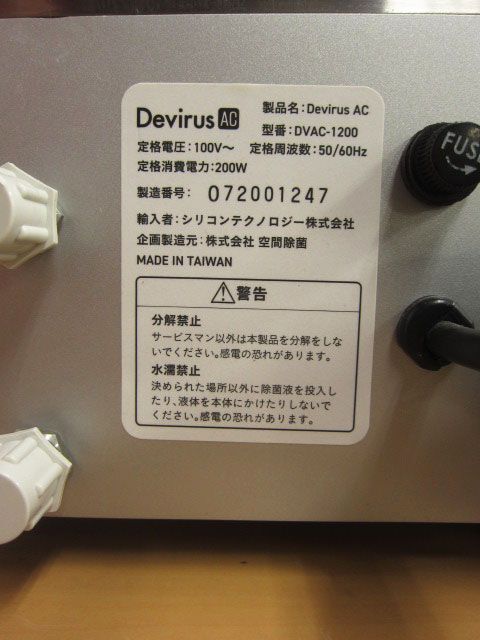 Devirus AC
製品名：Devirus AC
型番：DVAC-1200
定格電圧：100V〜 定格周波数：50/60Hz
定格消費電力：200W
製造番号： 072001247
輸入者：シリコンテクノロジー株式会社
企画製造元：株式会社 空間除菌
MADE IN TAIWAN
警告
分解禁止
サービスマン以外は本製品を分解をしな
いでください。感電の恐れがあります。
水濡禁止
決められた場所以外に除菌液を投入し
たり、液体を本体にかけたりしないで
ください。感電の恐れがあります。
FUSE